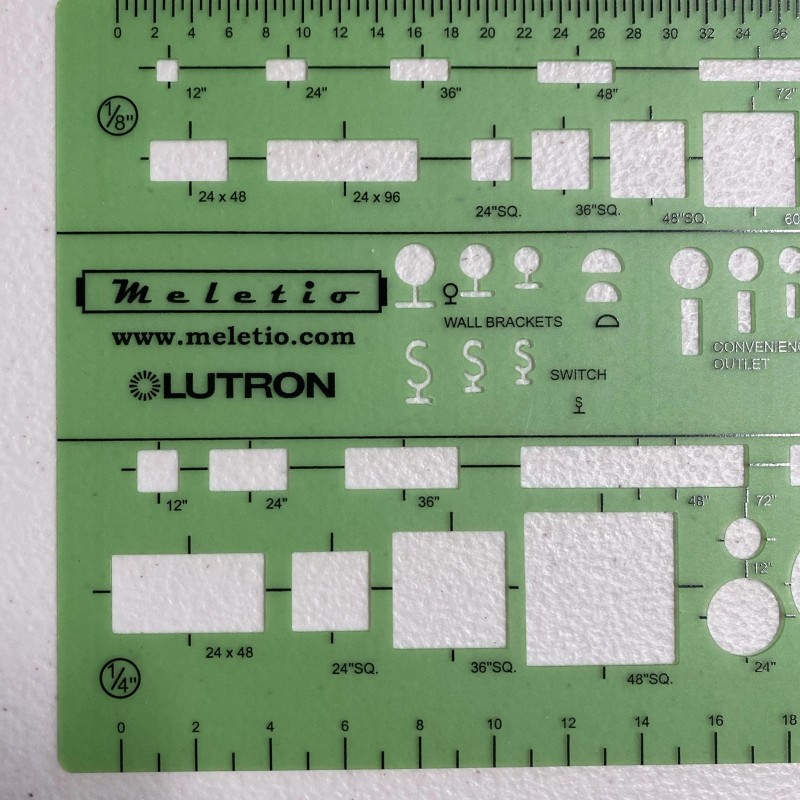 0 2 4 6 8 10 12 14 16 18 20 22 24 26 28 30 32 34 36
12" 24" 36" 48" 72"
1/8"
24 x 48 24 x 96 24"SQ. 36"SQ. 48"SQ. 60
Meletio
www.meletio.com
LUTRON
WALL BRACKETS
SWITCH
S
CONVENIENC
OUTLET
12" 24" 36" 48" 72"
12"
24 x 48 24"SQ. 36"SQ. 48"SQ. 24"
1/4"
0 2 4 6 8 10 12 14 16 18